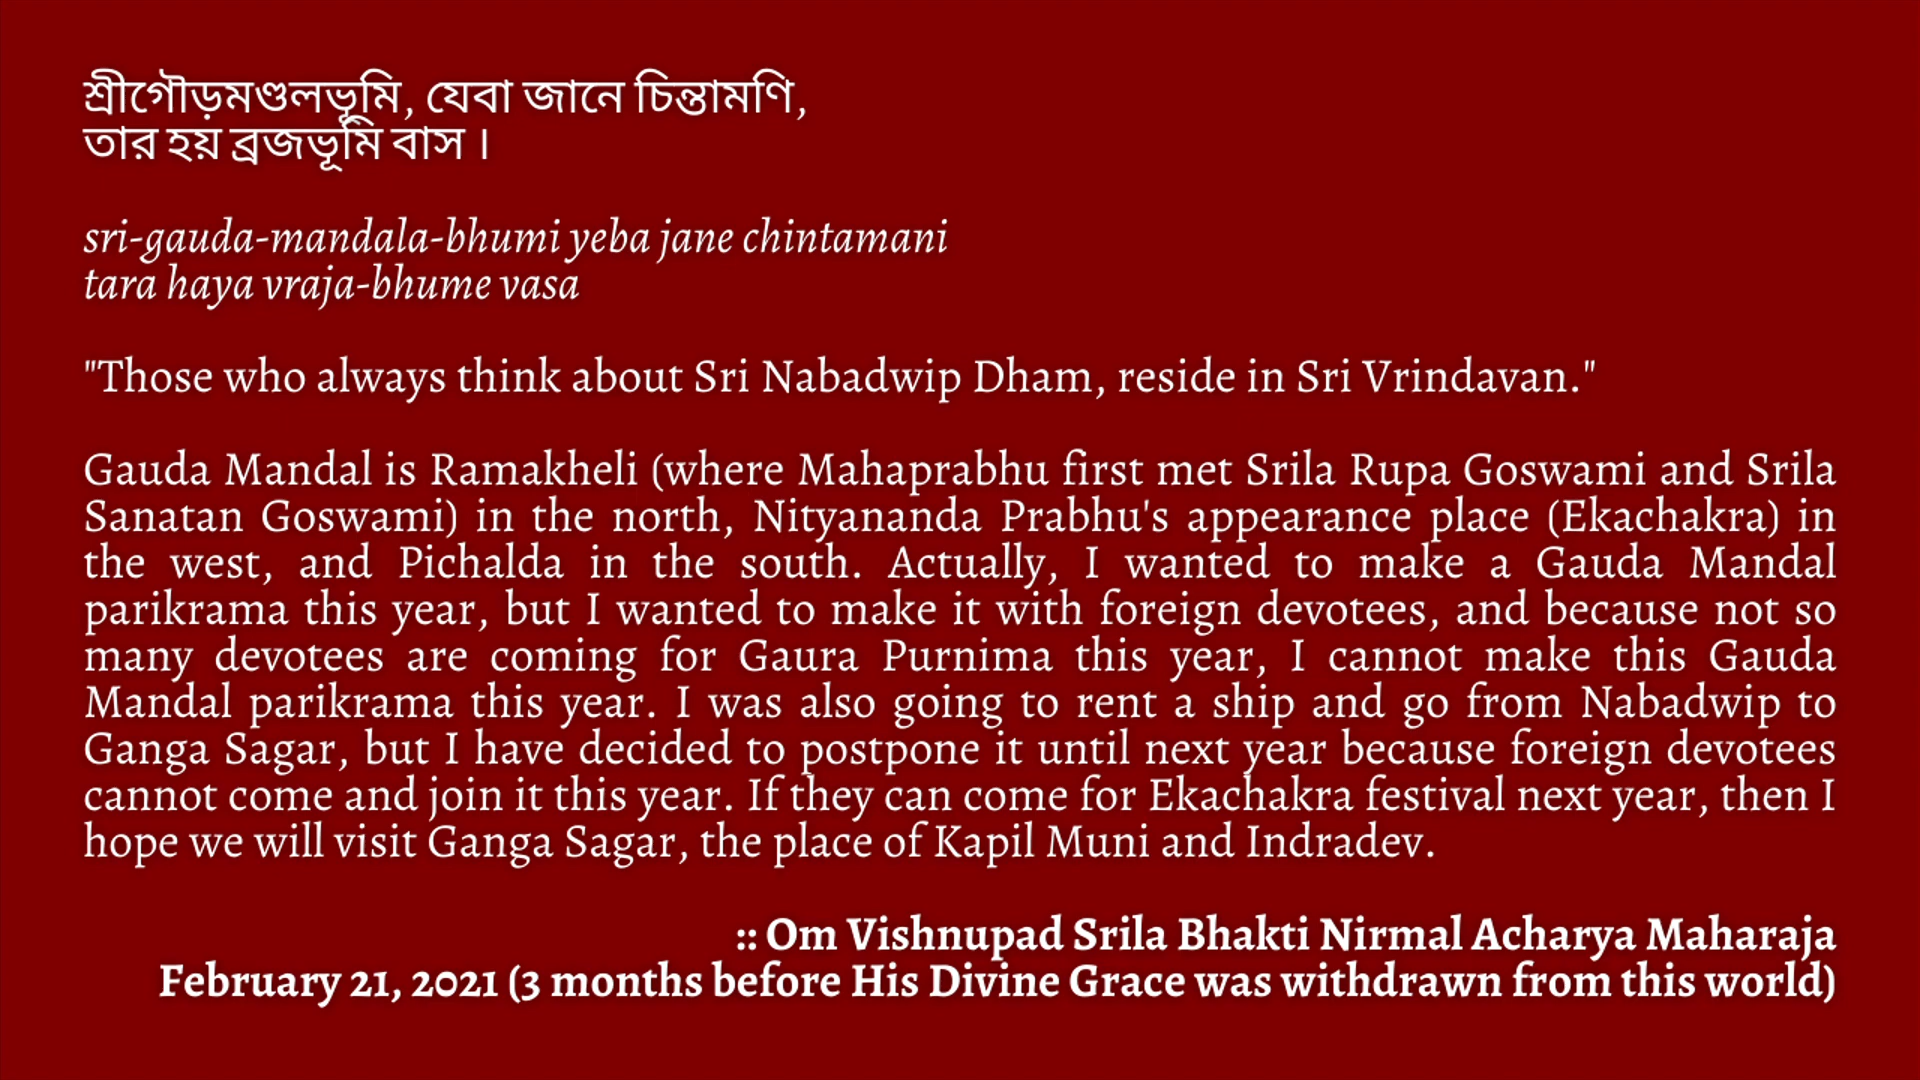 শ্রীগৌড়মণ্ডলভূমি, যেবা জানে চিন্তামণি,
তার হয় ব্রজভূমি বাস ।
sri-gauda-mandala-bhumi yeba jane chintamani
tara haya vraja-bhume vasa
"Those who always think about Sri Nabadwip Dham, reside in Sri Vrindavan."
Gauda Mandal is Ramakheli (where Mahaprabhu first met Srila Rupa Goswami and Srila
Sanatan Goswami) in the north, Nityananda Prabhu's appearance place (Ekachakra) in
the west, and Pichalda in the south. Actually, I wanted to make a Gauda Mandal
parikrama this year, but I wanted to make it with foreign devotees, and because not so
many devotees are coming for Gaura Purnima this year, I cannot make this Gauda
Mandal parikrama this year. I was also going to rent a ship and go from Nabadwip to
Ganga Sagar, but I have decided to postpone it until next year because foreign devotees
cannot come and join it this year. If they can come for Ekachakra festival next year, then I
hope we will visit Ganga Sagar, the place of Kapil Muni and Indradev.
:: Om Vishnupad Srila Bhakti Nirmal Acharya Maharaja
February 21, 2021 (3 months before His Divine Grace was withdrawn from this world)